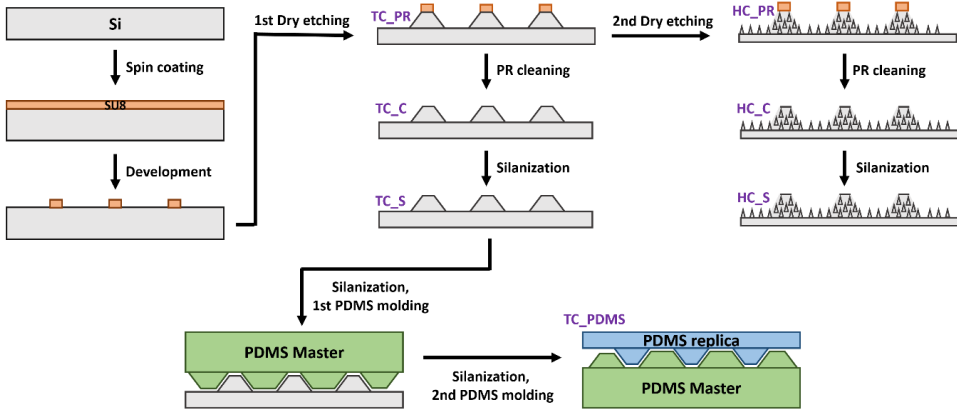 Si
Spin coating
SU8
Development
1st Dry etching
TC_PR
2nd Dry etching
HC_PR
PR cleaning
PR cleaning
TC_C
HC_C
Silanization
Silanization
TC_S
HC_S
Silanization,
1st PDMS molding
PDMS Master
Silanization,
2nd PDMS molding
TC_PDMS
PDMS replica
PDMS Master